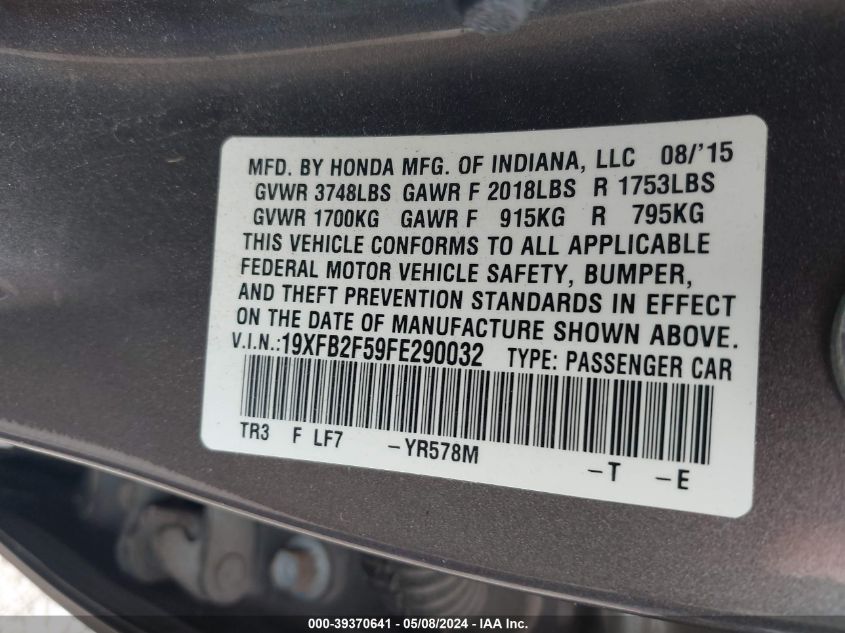 MFD. BY HONDA MFG. OF INDIANA, LLC 08/'15
GVWR 3748LBS GAWR F 2018LBS R 1753LBS
GVWR 1700KG GAWR F 915KG R 795KG
THIS VEHICLE CONFORMS TO ALL APPLICABLE
FEDERAL MOTOR VEHICLE SAFETY, BUMPER,
AND THEFT PREVENTION STANDARDS IN EFFECT
ON THE DATE OF MANUFACTURE SHOWN ABOVE.
V.I.N.:19XFB2F59FE290032 TYPE: PASSENGER CAR
TR3 F LF7 -YR578M -T -E
000-39370641 - 05/08/2024 - IAA Inc.